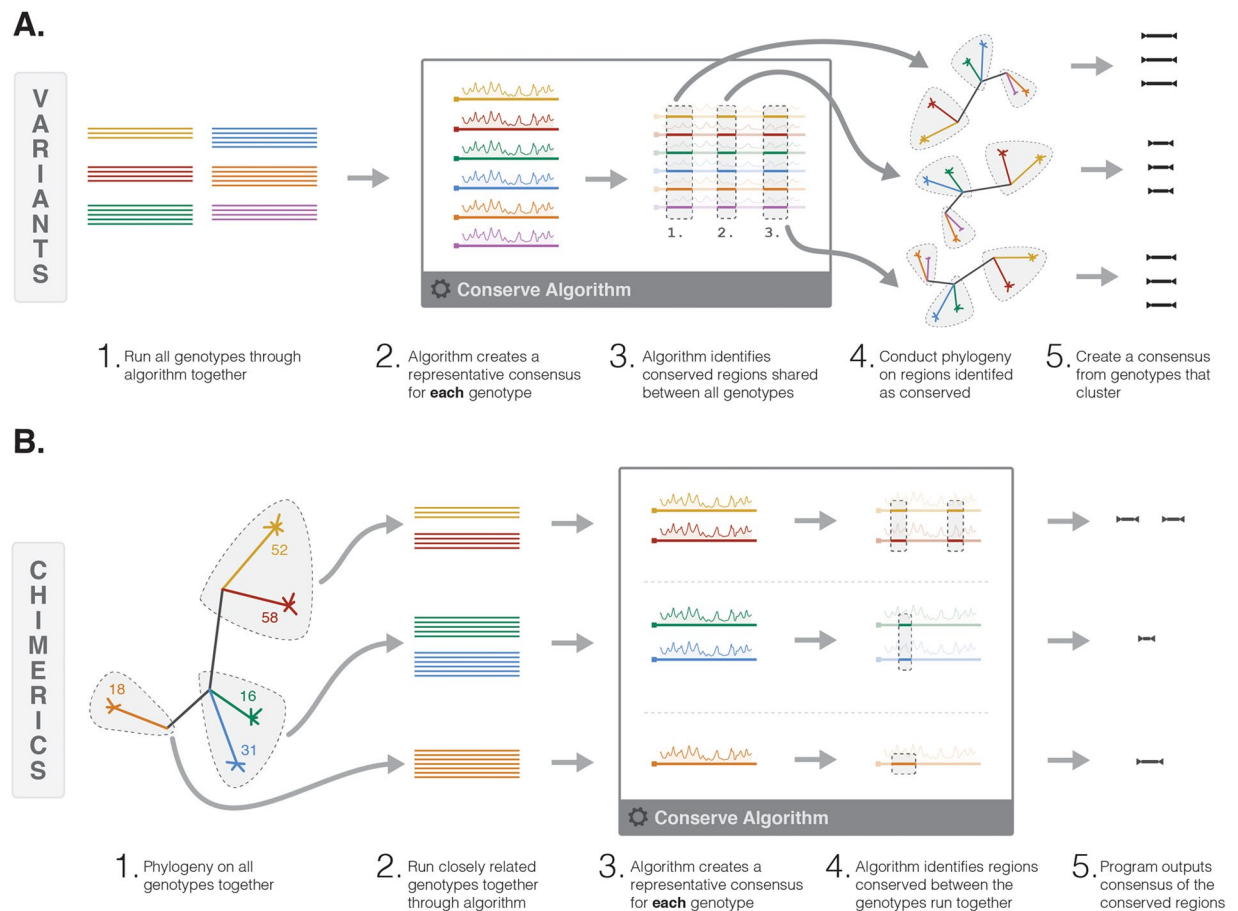 A.
VARIANTS
1.
2.
3.
Conserve Algorithm
1. Run all genotypes through
algorithm together
2. Algorithm creates a
representative consensus
for each genotype
3. Algorithm identifies
conserved regions shared
between all genotypes
4. Conduct phylogeny
on regions identifed
as conserved
5. Create a consensus
from genotypes that
cluster
B.
CHIMERICS
52
58
18
16
31
Conserve Algorithm
1. Phylogeny on all
genotypes together
2. Run closely related
genotypes together
through algorithm
3. Algorithm creates a
representative consensus
for each genotype
4. Algorithm identifies regions
conserved between the
genotypes run together
5. Program outputs
consensus of the
conserved regions